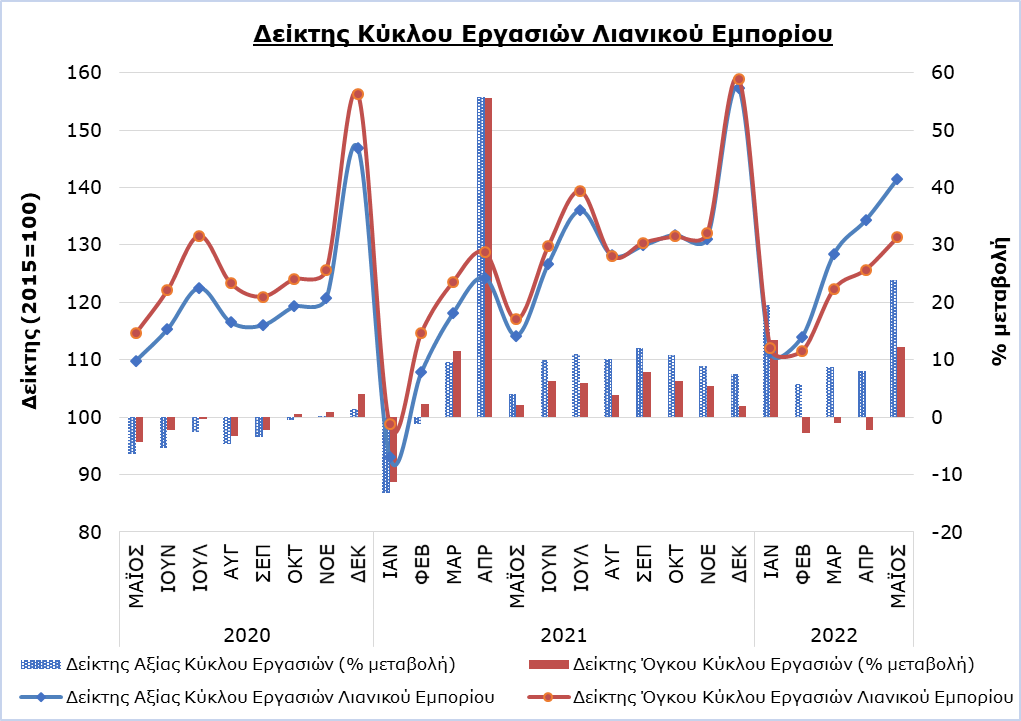 Δείκτης Κύκλου Εργασιών Λιανικού Εμπορίου
Δείκτης (2015=100)
160
150
140
130
120
110
100
90
80
60
50
40
30
20
10
0
-10
-20
% μεταβολή
ΜΑΪΟΣ ΙΟΥΝ ΙΟΥΛ ΑΥΓ ΣΕΠ ΟΚΤ ΝΟΕ ΔΕΚ ΙΑΝ ΦΕΒ ΜΑΡ ΑΠΡ ΜΑΪΟΣ ΙΟΥΝ ΙΟΥΛ ΑΥΓ ΣΕΠ ΟΚΤ ΝΟΕ ΔΕΚ ΙΑΝ ΦΕΒ ΜΑΡ ΑΠΡ ΜΑΪΟΣ
2020 2021 2022
Δείκτης Αξίας Κύκλου Εργασιών (% μεταβολή) Δείκτης Όγκου Κύκλου Εργασιών (% μεταβολή)
Δείκτης Αξίας Κύκλου Εργασιών Λιανικού Εμπορίου Δείκτης Όγκου Κύκλου Εργασιών Λιανικού Εμπορίου